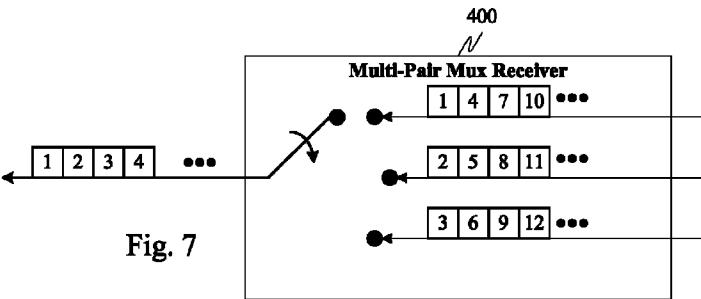 400
Multi-Pair Mux Receiver
1 4 7 10 •••
1 2 3 4 •••
2 5 8 11 •••
3 6 9 12 •••
Fig. 7